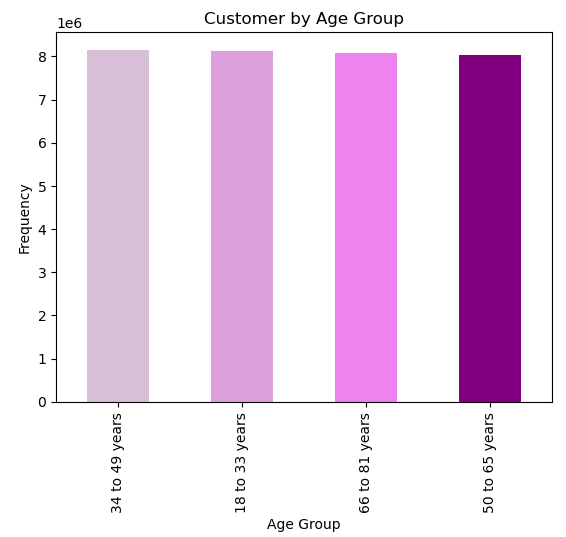 Customer by Age Group
1e6
8
7
6
5
4
3
2
1
0
Frequency
34 to 49 years
18 to 33 years
66 to 81 years
50 to 65 years
Age Group